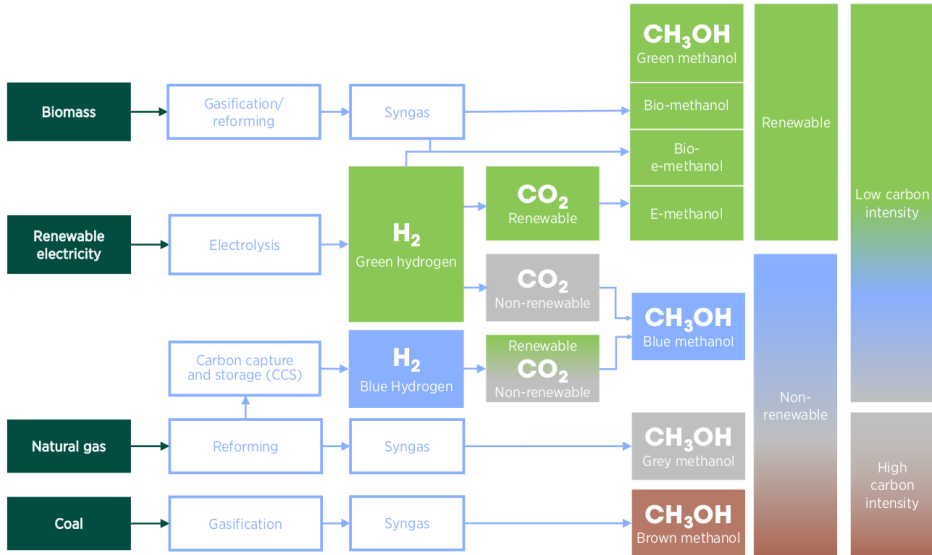 CH₃OH
Green methanol
Biomass
Gasification/
reforming
Syngas
Bio-methanol
Renewable
Bio-
e-methanol
Low carbon
intensity
Renewable
electricity
Electrolysis
H₂
Green hydrogen
CO₂
Renewable
E-methanol
CO₂
Non-renewable
CH₃OH
Blue methanol
Carbon capture
and storage (CCS)
H₂
Blue Hydrogen
Renewable
CO₂
Non-renewable
Non-
renewable
Natural gas
Reforming
Syngas
CH₃OH
Grey methanol
High
carbon
intensity
Coal
Gasification
Syngas
CH₃OH
Brown methanol